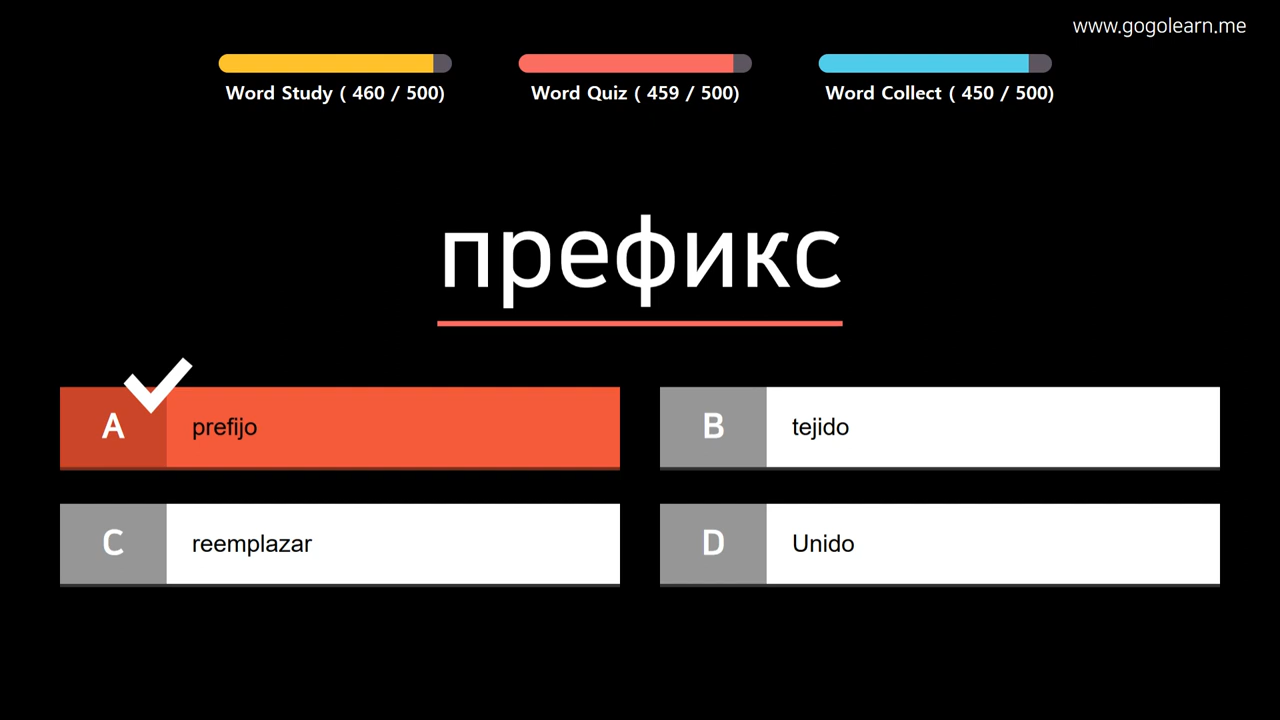 www.gogolearn.me
Word Study ( 460 / 500)
Word Quiz ( 459 / 500)
Word Collect ( 450 / 500)
префикс
A prefijo
B tejido
C reemplazar
D Unido